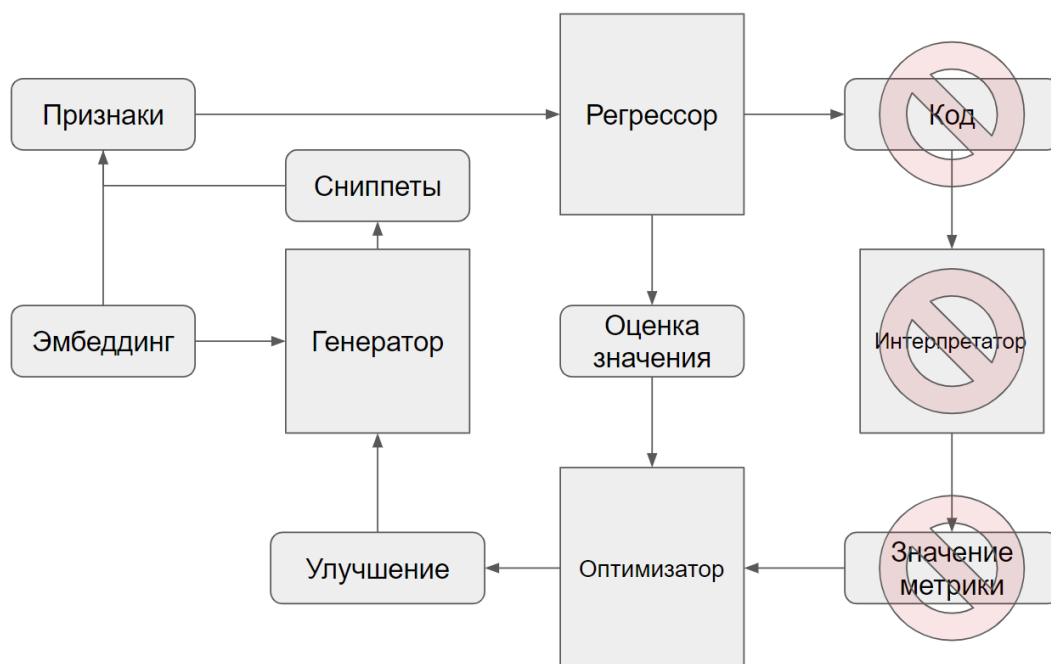 Признаки
Регрессор
Код
Сниппеты
Эмбеддинг
Генератор
Оценка
значения
Интерпретатор
Улучшение
Оптимизатор
Значение
метрики